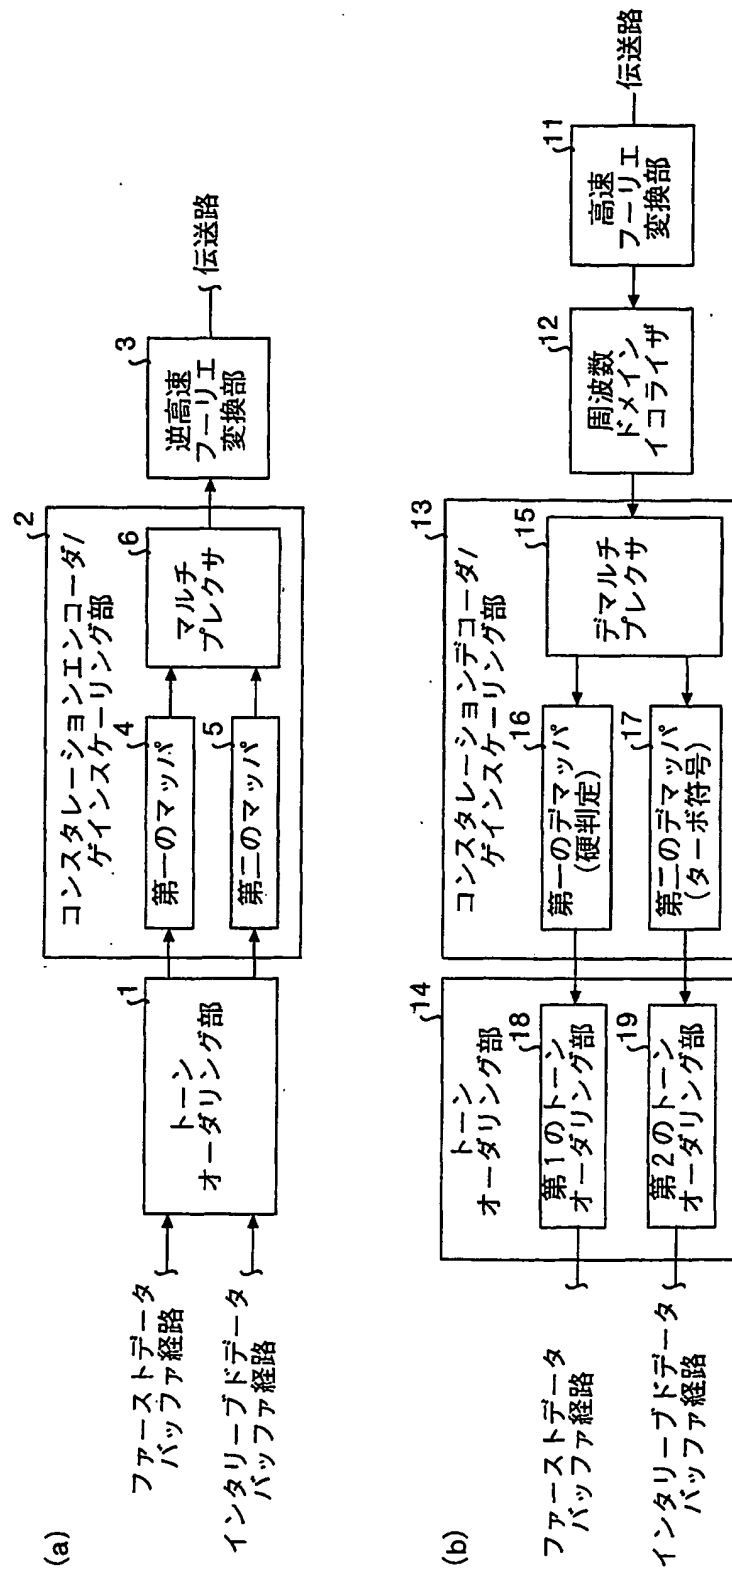 (a)
ファーストデータ
バッファ経路
インタリーブドデータ
バッファ経路
1
トーン
オーダリング部
2
コンスタレーションエンコーダ/
ゲインスケーリング部
4
第一のマッパ
5
第二のマッパ
6
マルチ
プレクサ
3
逆高速
フーリエ
変換部
伝送路
(b)
ファーストデータ
バッファ経路
インタリーブドデータ
バッファ経路
14
トーン
オーダリング部
18
第1のトーン
オーダリング部
19
第2のトーン
オーダリング部
13
コンスタレーションデコーダ/
ゲインスケーリング部
16
第一のデマッパ
(硬判定)
17
第二のデマッパ
(ターボ符号)
15
デマルチ
プレクサ
12
周波数
ドメイン
イコライザ
11
高速
フーリエ
変換部
伝送路